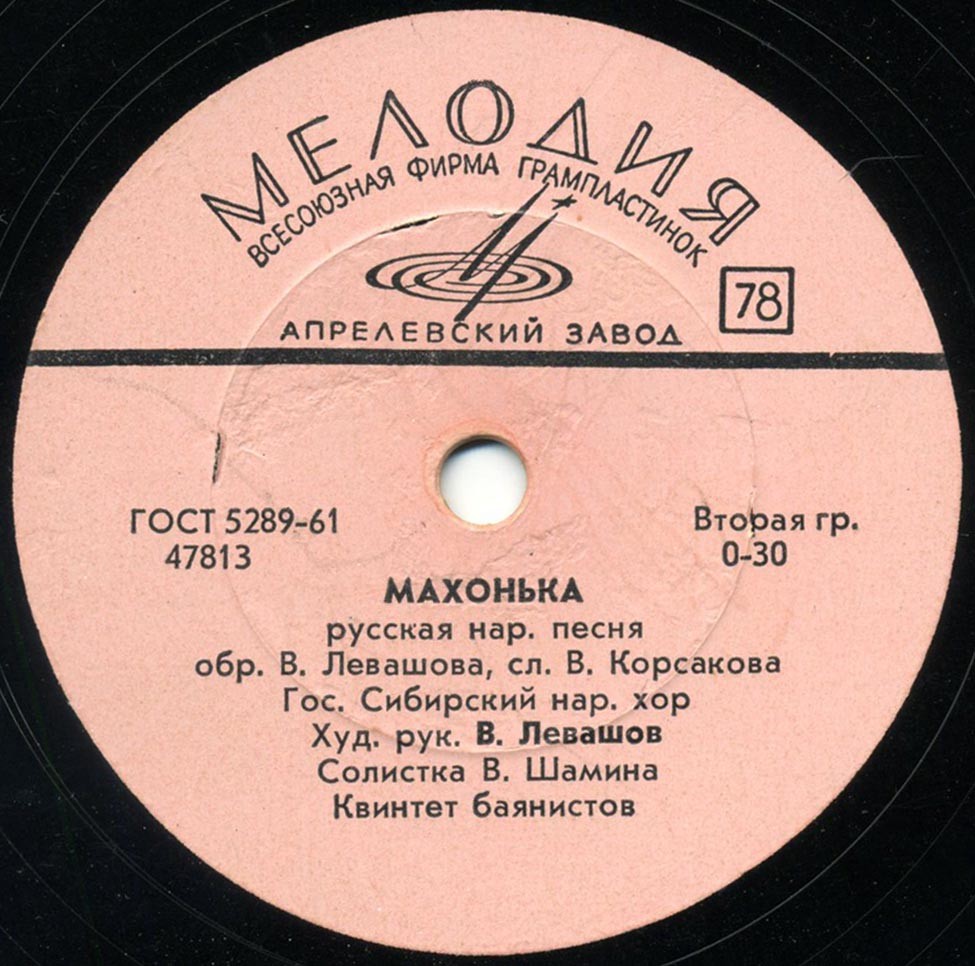 МЕЛОДИЯ
ВСЕСОЮЗНАЯ ФИРМА ГРАМПЛАСТИНОК
78
АПРЕЛЕВСКИЙ ЗАВОД
ГОСТ 5289-61
47813
Вторая гр.
0-30
МАХОНЬКА
русская нар. песня
обр. В. Левашова, сл. В. Корсакова
Гос. Сибирский нар. хор
Худ. рук. В. Левашов
Солистка В. Шамина
Квинтет баянистов